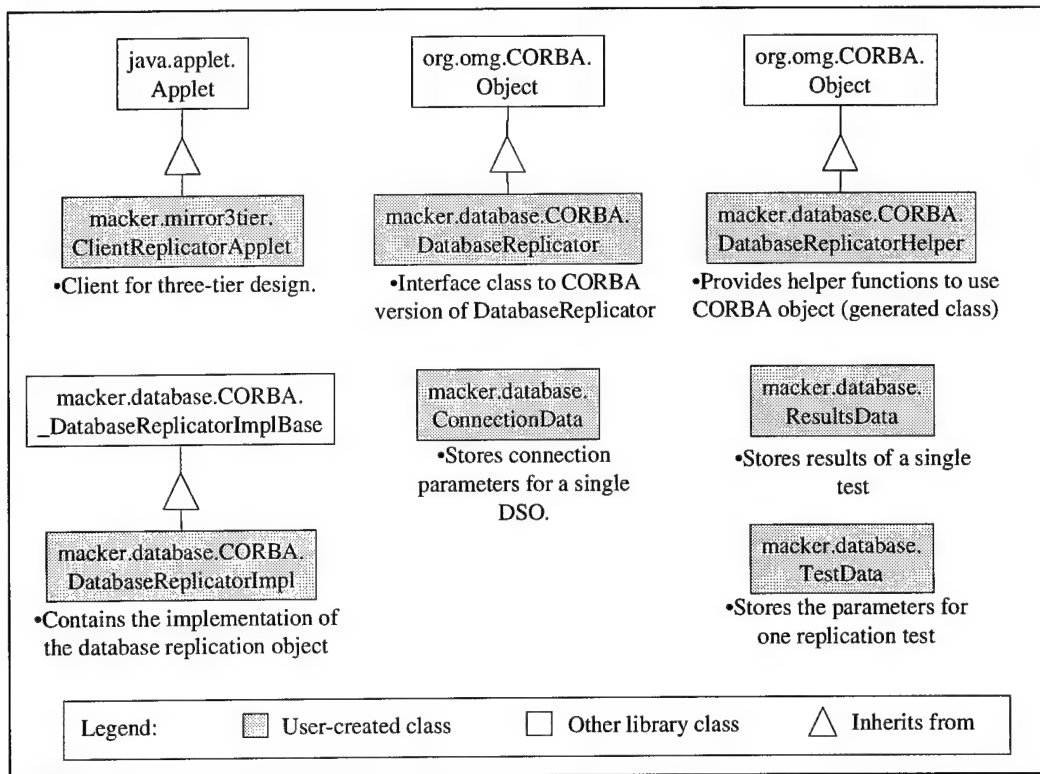 java.applet.
Applet
org.omg.CORBA.
Object
org.omg.CORBA.
Object
macker.mirror3tier.
ClientReplicatorApplet
•Client for three-tier design.
macker.database.CORBA.
DatabaseReplicator
•Interface class to CORBA
version of DatabaseReplicator
macker.database.CORBA.
DatabaseReplicatorHelper
•Provides helper functions to use
CORBA object (generated class)
macker.database.CORBA.
_DatabaseReplicatorImplBase
macker.database.
ConnectionData
•Stores connection
parameters for a single
DSO.
macker.database.
ResultsData
•Stores results of a single
test
macker.database.CORBA.
DatabaseReplicatorImpl
•Contains the implementation of
the database replication object
macker.database.
TestData
•Stores the parameters for
one replication test
Legend: User-created class Other library class Inherits from